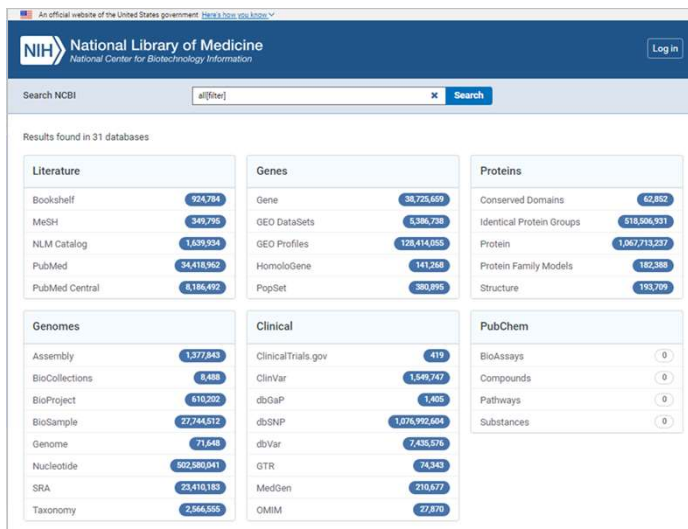 An official website of the United States government Here's how you know
NIH National Library of Medicine
National Center for Biotechnology Information
Log in
Search NCBI
all[filter]
Search
Results found in 31 databases
Literature
Bookshelf 924,784
MeSH 349,795
NLM Catalog 1,639,934
PubMed 34,418,962
PubMed Central 8,186,492
Genes
Gene 38,725,659
GEO DataSets 5,386,738
GEO Profiles 128,414,055
HomoloGene 141,268
PopSet 380,895
Proteins
Conserved Domains 62,852
Identical Protein Groups 518,506,931
Protein 1,067,713,237
Protein Family Models 182,388
Structure 193,709
Genomes
Assembly 1,377,843
BioCollections 8,488
BioProject 610,202
BioSample 27,744,512
Genome 71,648
Nucleotide 502,580,041
SRA 23,410,183
Taxonomy 2,566,555
Clinical
ClinicalTrials.gov 419
ClinVar 1,549,747
dbGaP 1,405
dbSNP 1,076,992,604
dbVar 7,435,576
GTR 74,343
MedGen 210,677
OMIM 27,870
PubChem
BioAssays 0
Compounds 0
Pathways 0
Substances 0